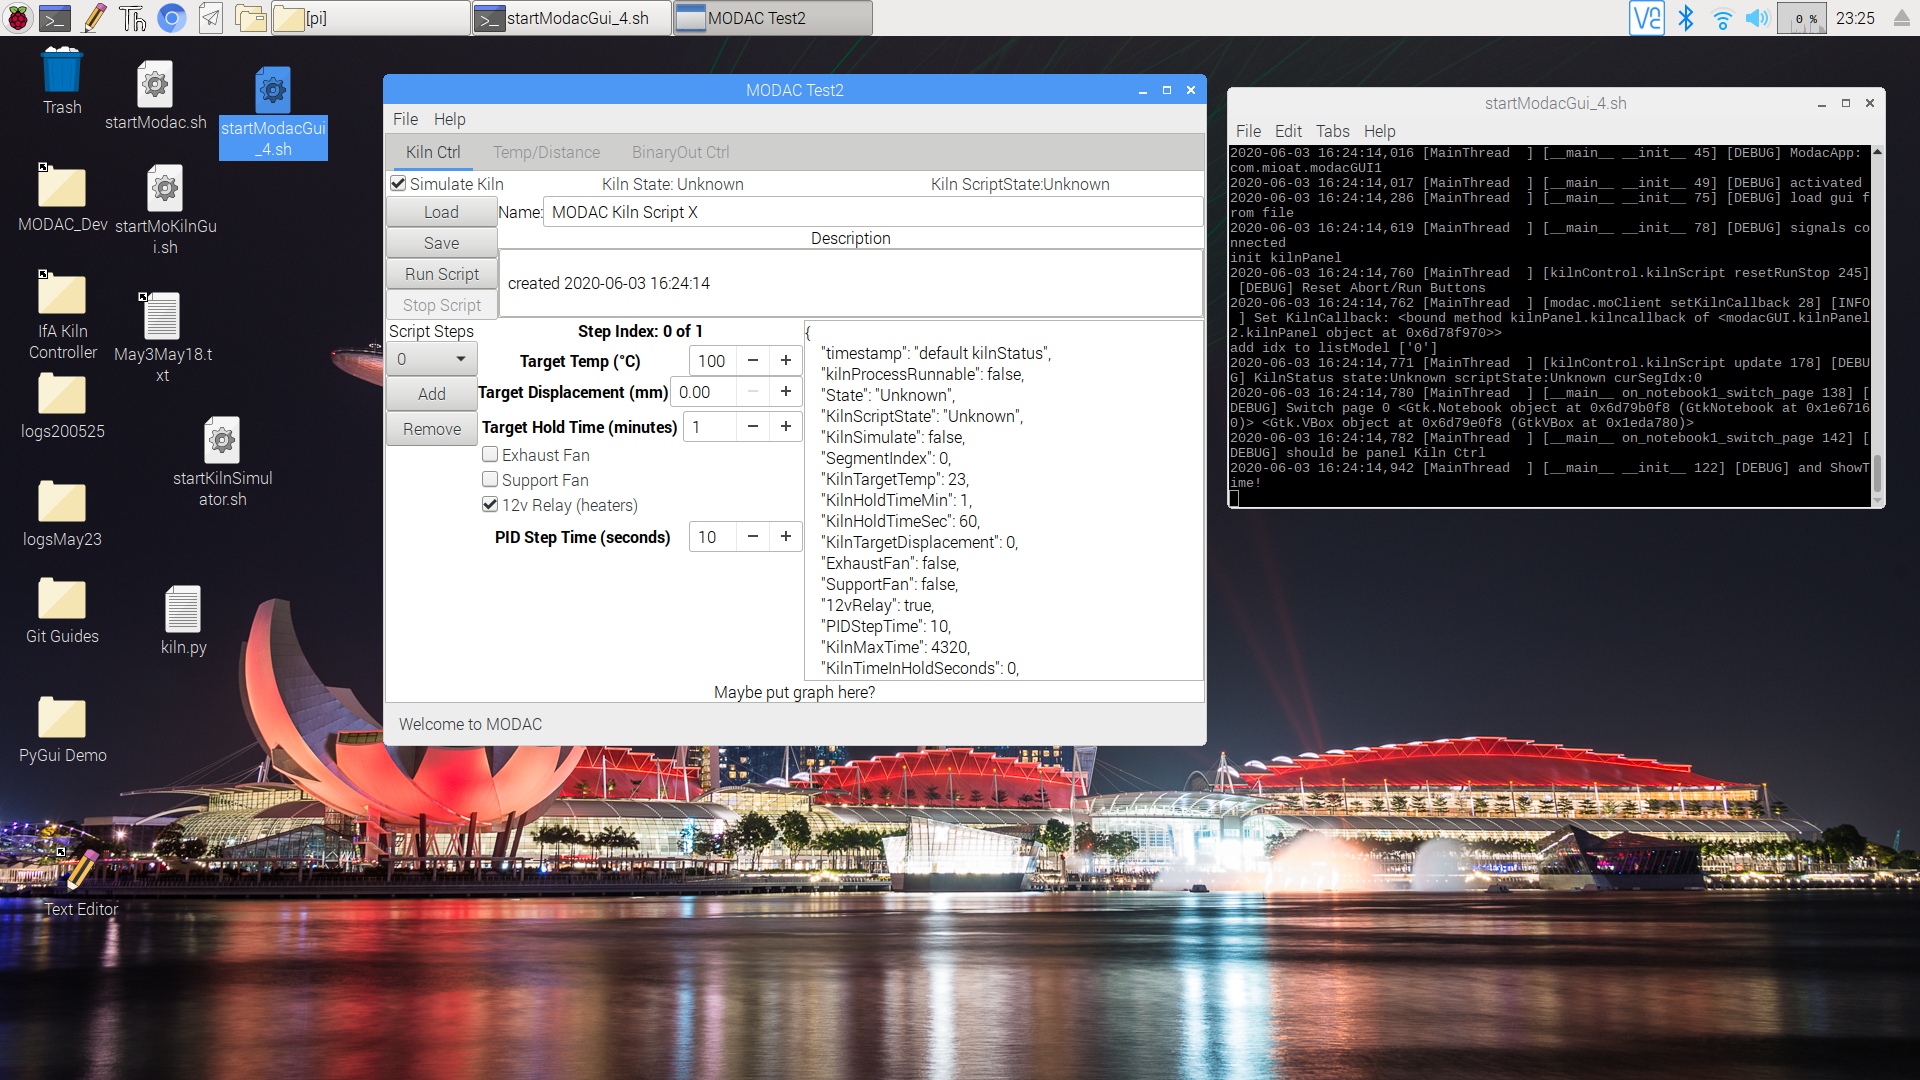 [pi]
startModacGui_4.sh
MODAC Test2
0 %
23:25
Trash
startModac.sh
startModacGui
_4.sh
MODAC_Dev
startMoKilnGu
i.sh
IfA Kiln
Controller
May3May18.t
xt
logs200525
startKilnSimul
ator.sh
logsMay23
Git Guides
kiln.py
PyGui Demo
Text Editor
MODAC Test2
File Help
Kiln Ctrl Temp/Distance BinaryOut Ctrl
Simulate Kiln Kiln State: Unknown Kiln ScriptState:Unknown
Load
Name: MODAC Kiln Script X
Save
Description
Run Script
created 2020-06-03 16:24:14
Stop Script
Script Steps
Step Index: 0 of 1
0
Target Temp (°C) 100 − +
Add
Target Displacement (mm) 0.00 − +
Remove
Target Hold Time (minutes) 1 − +
Exhaust Fan
Support Fan
12v Relay (heaters)
PID Step Time (seconds) 10 − +
{
"timestamp": "default kilnStatus",
"kilnProcessRunnable": false,
"State": "Unknown",
"KilnScriptState": "Unknown",
"KilnSimulate": false,
"SegmentIndex": 0,
"KilnTargetTemp": 23,
"KilnHoldTimeMin": 1,
"KilnHoldTimeSec": 60,
"KilnTargetDisplacement": 0,
"ExhaustFan": false,
"SupportFan": false,
"12vRelay": true,
"PIDStepTime": 10,
"KilnMaxTime": 4320,
"KilnTimeInHoldSeconds": 0,
Maybe put graph here?
Welcome to MODAC
startModacGui_4.sh
File Edit Tabs Help
2020-06-03 16:24:14,016 [MainThread  ] [__main__ __init__ 45] [DEBUG] ModacApp:
com.mioat.modacGUI1
2020-06-03 16:24:14,017 [MainThread  ] [__main__ __init__ 49] [DEBUG] activated
2020-06-03 16:24:14,286 [MainThread  ] [__main__ __init__ 75] [DEBUG] load gui f
rom file
2020-06-03 16:24:14,619 [MainThread  ] [__main__ __init__ 78] [DEBUG] signals co
nnected
init kilnPanel
2020-06-03 16:24:14,760 [MainThread  ] [kilnControl.kilnScript resetRunStop 245]
[DEBUG] Reset Abort/Run Buttons
2020-06-03 16:24:14,762 [MainThread  ] [modac.moClient setKilnCallback 28] [INFO
] Set KilnCallback: <bound method kilnPanel.kilncallback of <modacGUI.kilnPanel
2.kilnPanel object at 0x6d78f970>>
add idx to listModel ['0']
2020-06-03 16:24:14,771 [MainThread  ] [kilnControl.kilnScript update 178] [DEBU
G] KilnStatus state:Unknown scriptState:Unknown curSegIdx:0
2020-06-03 16:24:14,780 [MainThread  ] [__main__ on_notebook1_switch_page 138] [
DEBUG] Switch page 0 <Gtk.Notebook object at 0x6d79b0f8 (GtkNotebook at 0x1e6716
0)> <Gtk.VBox object at 0x6d79e0f8 (GtkVBox at 0x1eda780)>
2020-06-03 16:24:14,782 [MainThread  ] [__main__ on_notebook1_switch_page 142] [
DEBUG] should be panel Kiln Ctrl
2020-06-03 16:24:14,942 [MainThread  ] [__main__ __init__ 122] [DEBUG] and ShowT
ime!